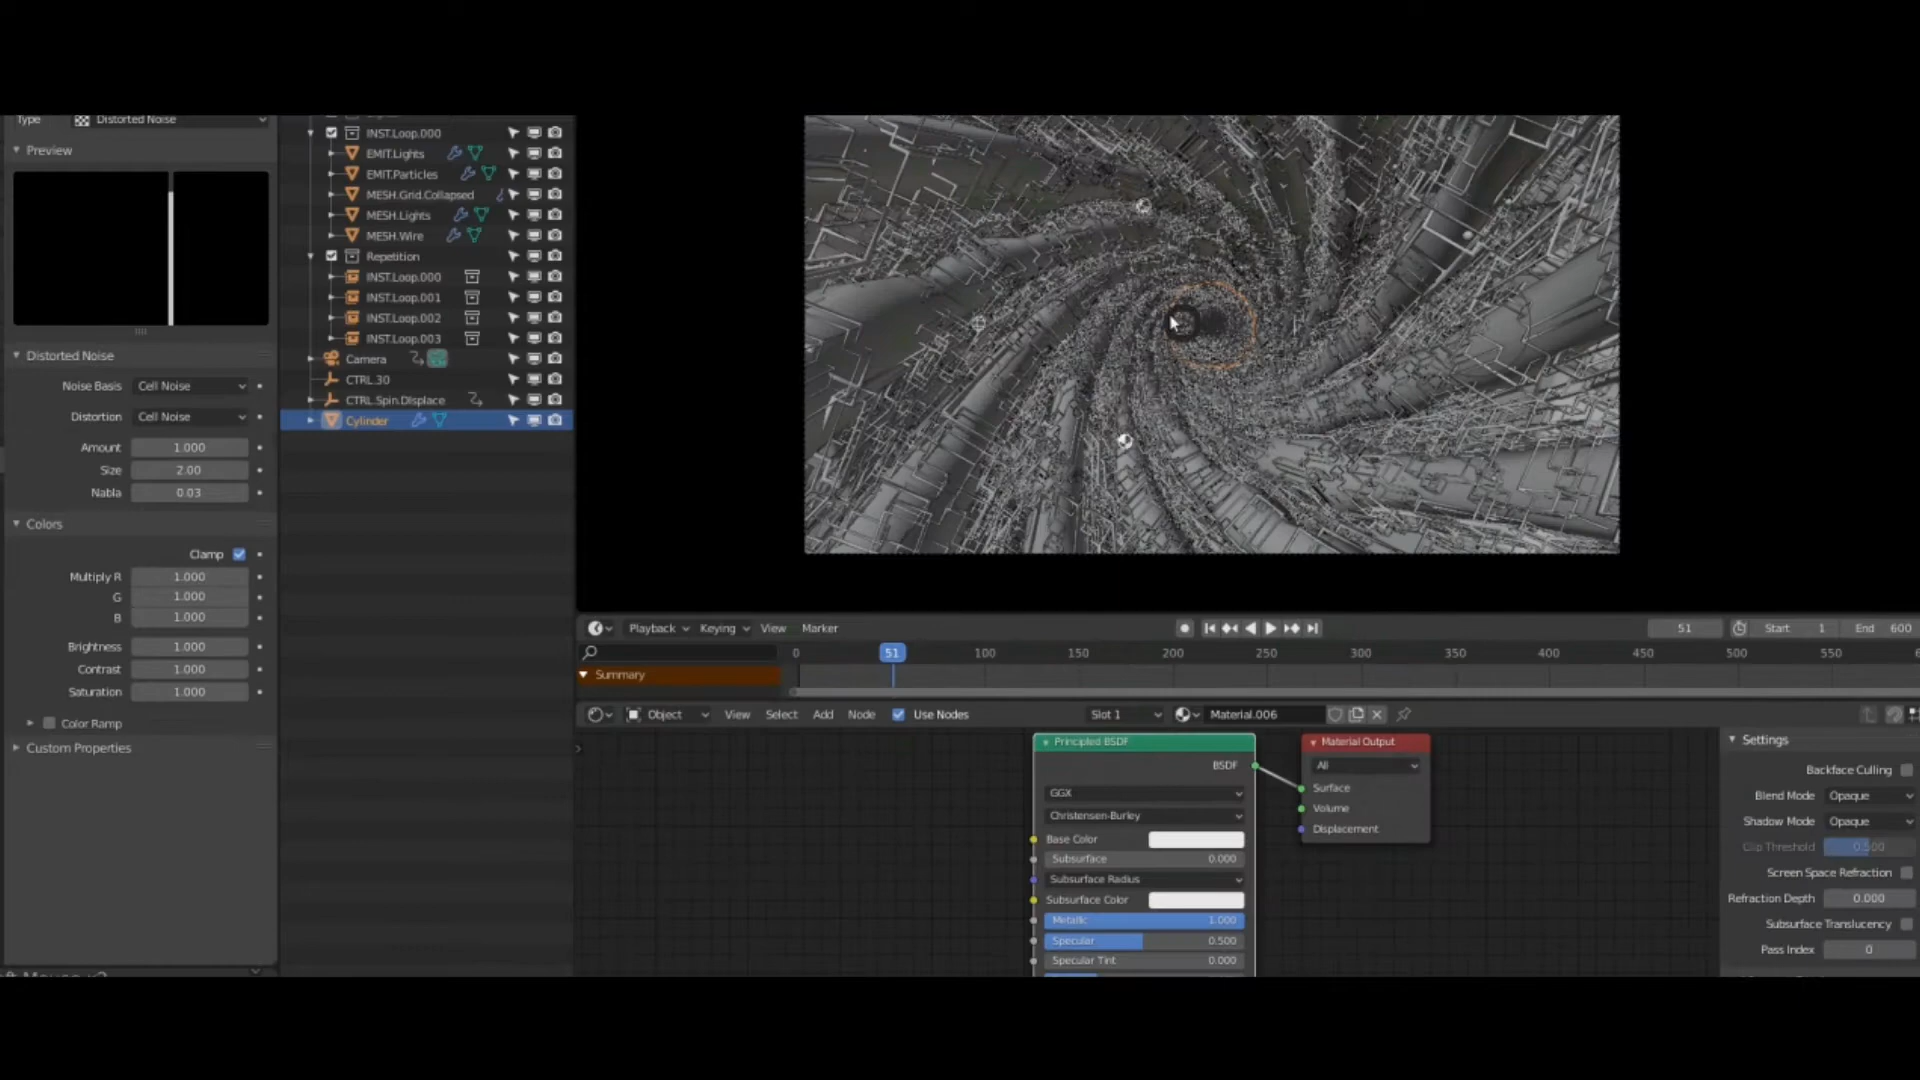 Type Distorted Noise
Preview
Distorted Noise
Noise Basis Cell Noise
Distortion Cell Noise
Amount 1.000
Size 2.00
Nabla 0.03
Colors
Clamp
Multiply R 1.000
G 1.000
B 1.000
Brightness 1.000
Contrast 1.000
Saturation 1.000
Color Ramp
Custom Properties
INST.Loop.000
EMIT.Lights
EMIT.Particles
MESH.Grid.Collapsed
MESH.Lights
MESH.Wire
Repetition
INST.Loop.000
INST.Loop.001
INST.Loop.002
INST.Loop.003
Camera
CTRL.30
CTRL.Spin.Displace
Cylinder
Playback Keying View Marker 51 Start 1 End 600
0 51 100 150 200 250 300 350 400 450 500 550
Summary
Object View Select Add Node Use Nodes Slot 1 Material.006
Principled BSDF
BSDF
GGX
Christensen-Burley
Base Color
Subsurface 0.000
Subsurface Radius
Subsurface Color
Metallic 1.000
Specular 0.500
Specular Tint 0.000
Material Output
All
Surface
Volume
Displacement
Settings
Backface Culling
Blend Mode Opaque
Shadow Mode Opaque
Clip Threshold 0.500
Screen Space Refraction
Refraction Depth 0.000
Subsurface Translucency
Pass Index 0